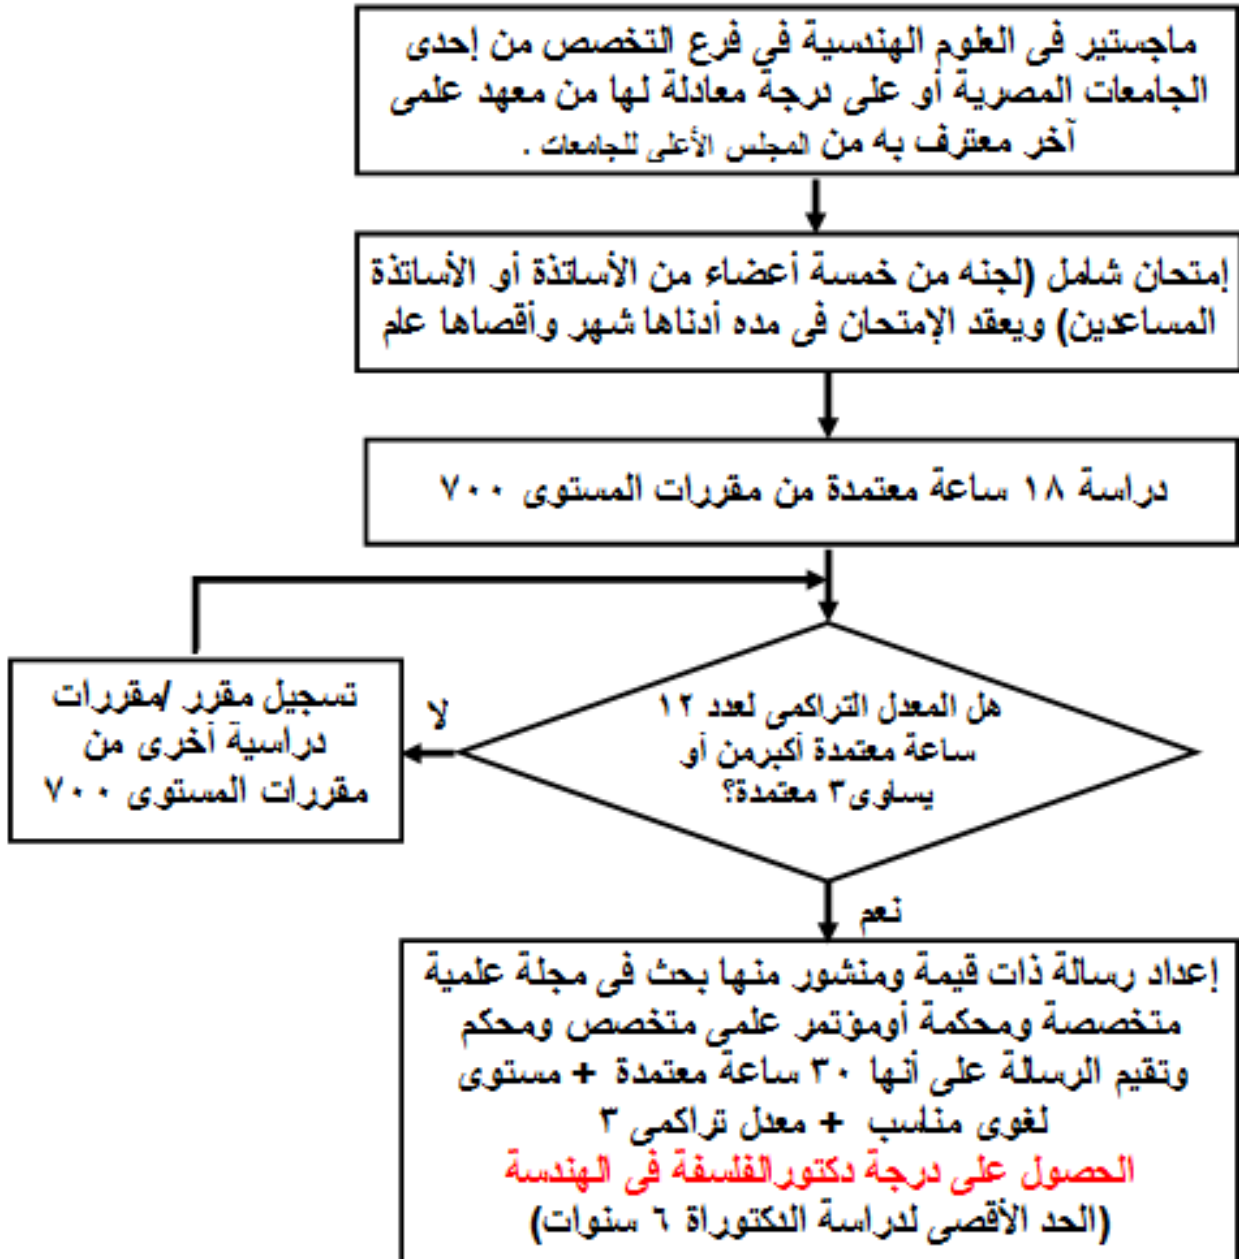 ماجستير فى العلوم الهندسية فى فرع التخصص من إحدى
الجامعات المصرية أو على درجة معادلة لها من معهد علمى
آخر معترف به من المجلس الأعلى للجامعات .
إمتحان شامل (لجنه من خمسة أعضاء من الأساتذة أو الأساتذة
المساعدين) ويعقد الإمتحان فى مده أدناها شهر وأقصاها عام
دراسة ١٨ ساعة معتمدة من مقررات المستوى ٧٠٠
هل المعدل التراكمى لعدد ١٢
ساعة معتمدة أكبرمن أو
يساوى٣ معتمدة؟
لا
تسجيل مقرر /مقررات
دراسية أخرى من
مقررات المستوى ٧٠٠
نعم
إعداد رسالة ذات قيمة ومنشور منها بحث فى مجلة علمية
متخصصة ومحكمة أومؤتمر علمى متخصص ومحكم
وتقيم الرسالة على أنها ٣٠ ساعة معتمدة + مستوى
لغوى مناسب + معدل تراكمى ٣
الحصول على درجة دكتورالفلسفة فى الهندسة
(الحد الأقصى لدراسة الدكتوراة ٦ سنوات)